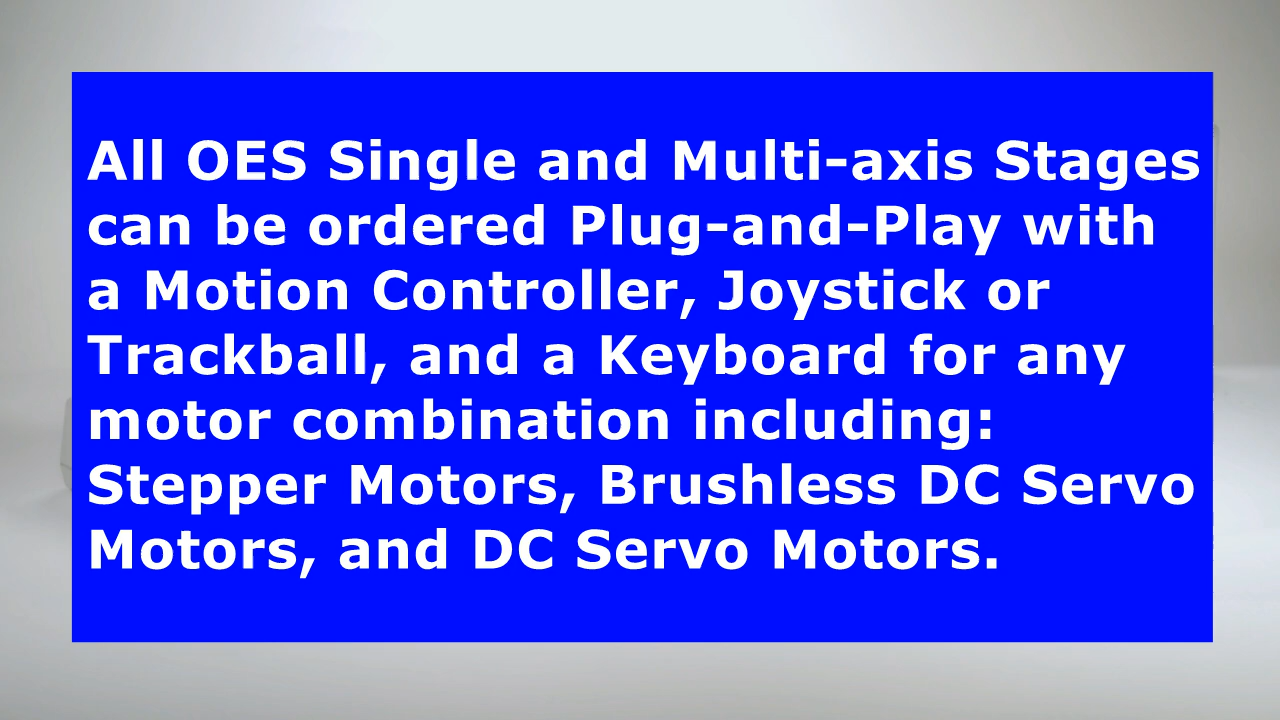 All OES Single and Multi-axis Stages
can be ordered Plug-and-Play with
a Motion Controller, Joystick or
Trackball, and a Keyboard for any
motor combination including:
Stepper Motors, Brushless DC Servo
Motors, and DC Servo Motors.